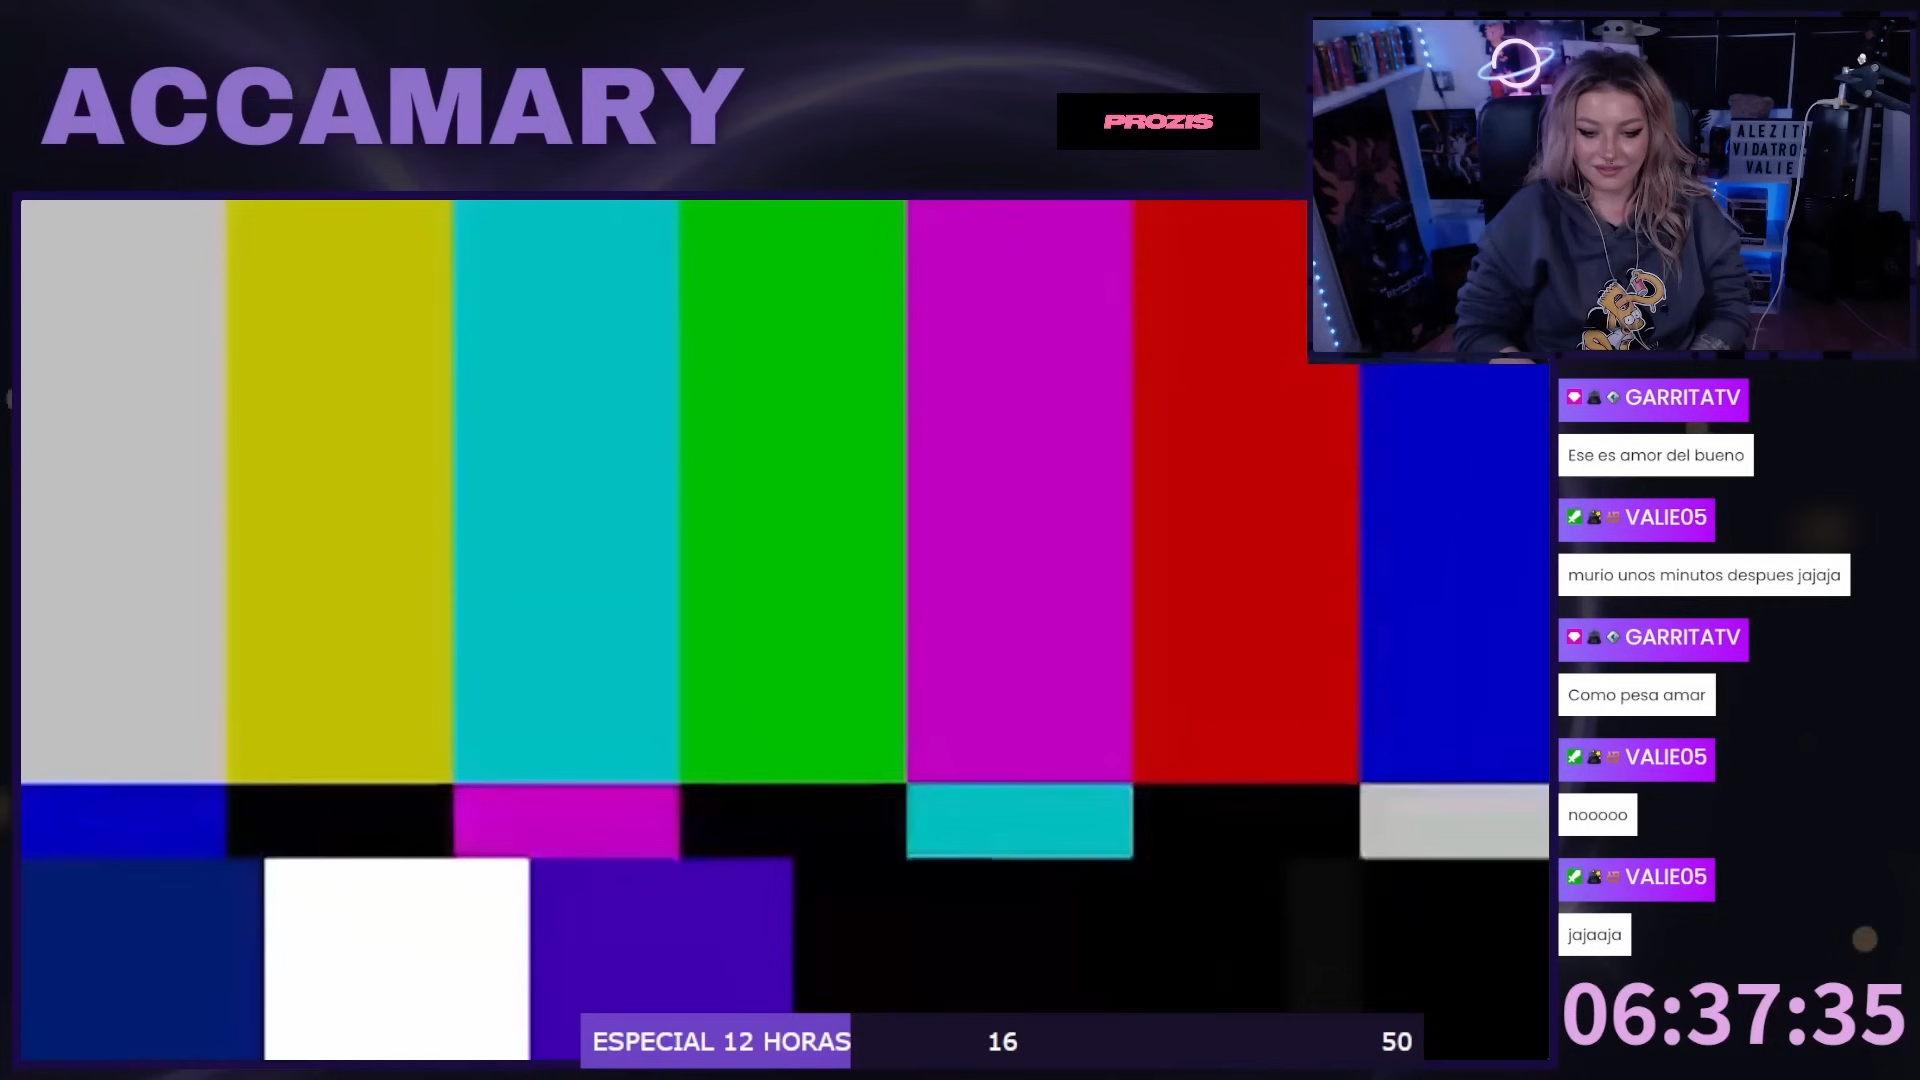 ACCAMARY
PROZIS
ALEZIT
VIDATRO
VALIE
GARRITATV
Ese es amor del bueno
VALIE05
murio unos minutos despues jajaja
GARRITATV
Como pesa amar
VALIE05
nooooo
VALIE05
jajaaja
06:37:35
ESPECIAL 12 HORAS 16 50